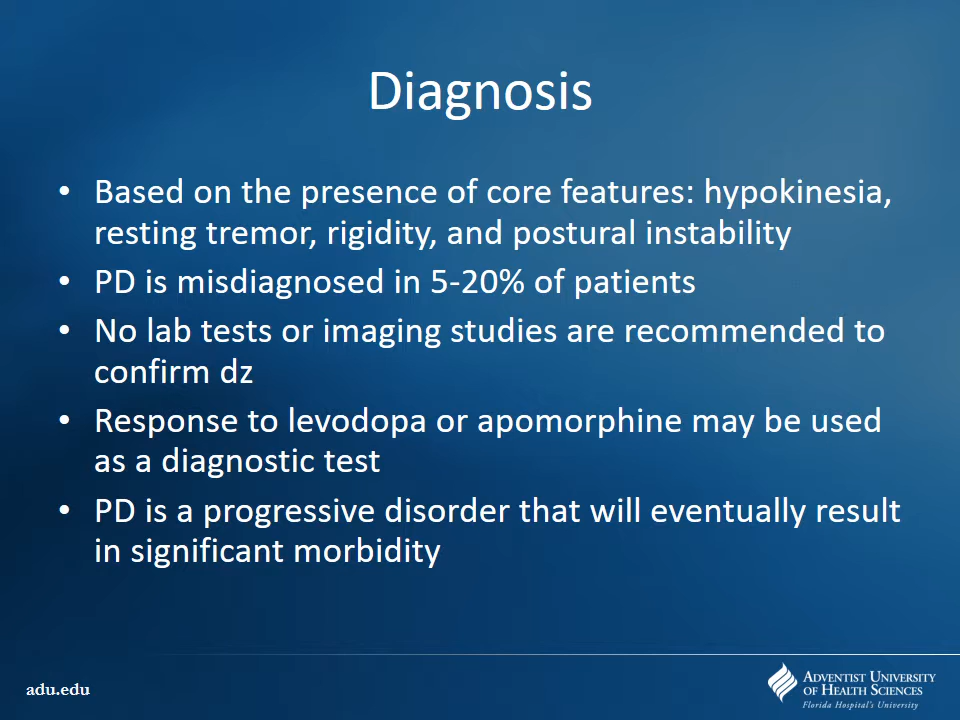 Diagnosis
• Based on the presence of core features: hypokinesia,
resting tremor, rigidity, and postural instability
• PD is misdiagnosed in 5-20% of patients
• No lab tests or imaging studies are recommended to
confirm dz
• Response to levodopa or apomorphine may be used
as a diagnostic test
• PD is a progressive disorder that will eventually result
in significant morbidity
adu.edu
ADVENTIST UNIVERSITY
OF HEALTH SCIENCES
Florida Hospital's University